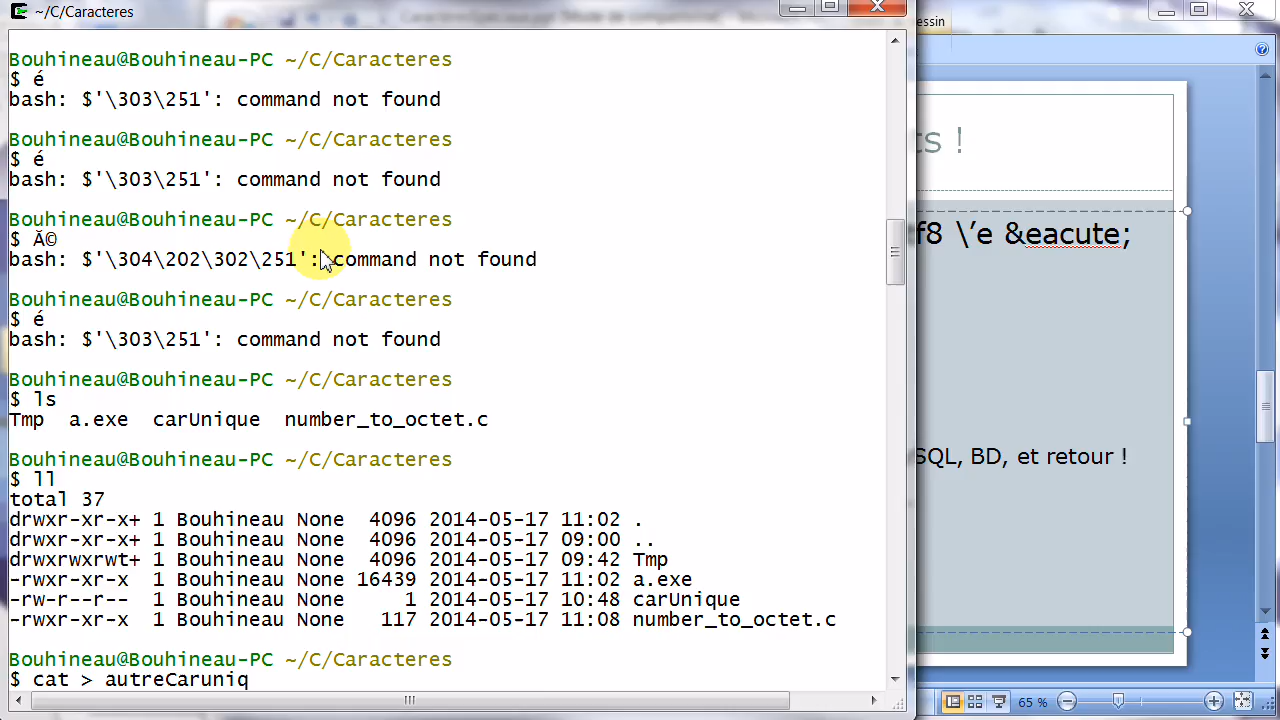 ~/C/Caracteres
Bouhineau@Bouhineau-PC ~/C/Caracteres
$ é
bash: $'\303\251': command not found
Bouhineau@Bouhineau-PC ~/C/Caracteres
$ é
bash: $'\303\251': command not found
Bouhineau@Bouhineau-PC ~/C/Caracteres
$ Ă©
bash: $'\304\202\302\251': command not found
Bouhineau@Bouhineau-PC ~/C/Caracteres
$ é
bash: $'\303\251': command not found
Bouhineau@Bouhineau-PC ~/C/Caracteres
$ ls
Tmp  a.exe  carUnique  number_to_octet.c
Bouhineau@Bouhineau-PC ~/C/Caracteres
$ ll
total 37
drwxr-xr-x+ 1 Bouhineau None  4096 2014-05-17 11:02 .
drwxr-xr-x+ 1 Bouhineau None  4096 2014-05-17 09:00 ..
drwxrwxrwt+ 1 Bouhineau None  4096 2014-05-17 09:42 Tmp
-rwxr-xr-x  1 Bouhineau None 16439 2014-05-17 11:02 a.exe
-rw-r--r--  1 Bouhineau None     1 2014-05-17 10:48 carUnique
-rwxr-xr-x  1 Bouhineau None   117 2014-05-17 11:08 number_to_octet.c
Bouhineau@Bouhineau-PC ~/C/Caracteres
$ cat > autreCaruniq
essin
ts !
f8 \'e &eacute;
SQL, BD, et retour !
65 %